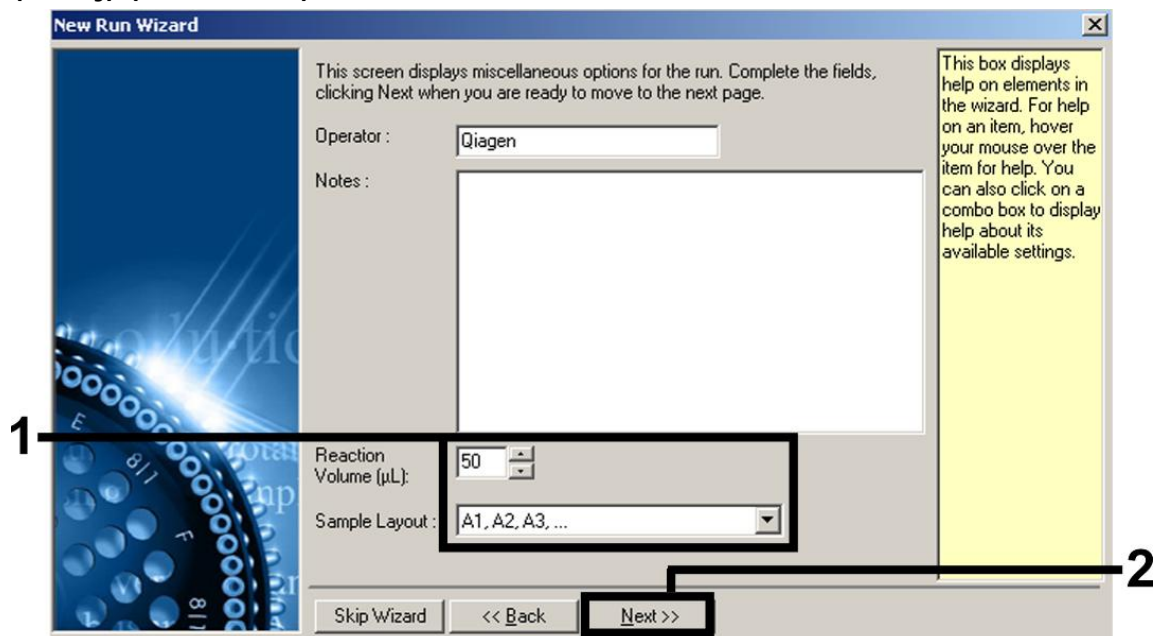 New Run Wizard
This screen displays miscellaneous options for the run. Complete the fields,
clicking Next when you are ready to move to the next page.
Operator :
Qiagen
Notes :
Reaction
Volume (µL):
50
Sample Layout :
A1, A2, A3, ...
Skip Wizard
<< Back
Next >>
This box displays
help on elements in
the wizard. For help
on an item, hover
your mouse over the
item for help. You
can also click on a
combo box to display
help about its
available settings.
1
2
E
8|1
F
8|1